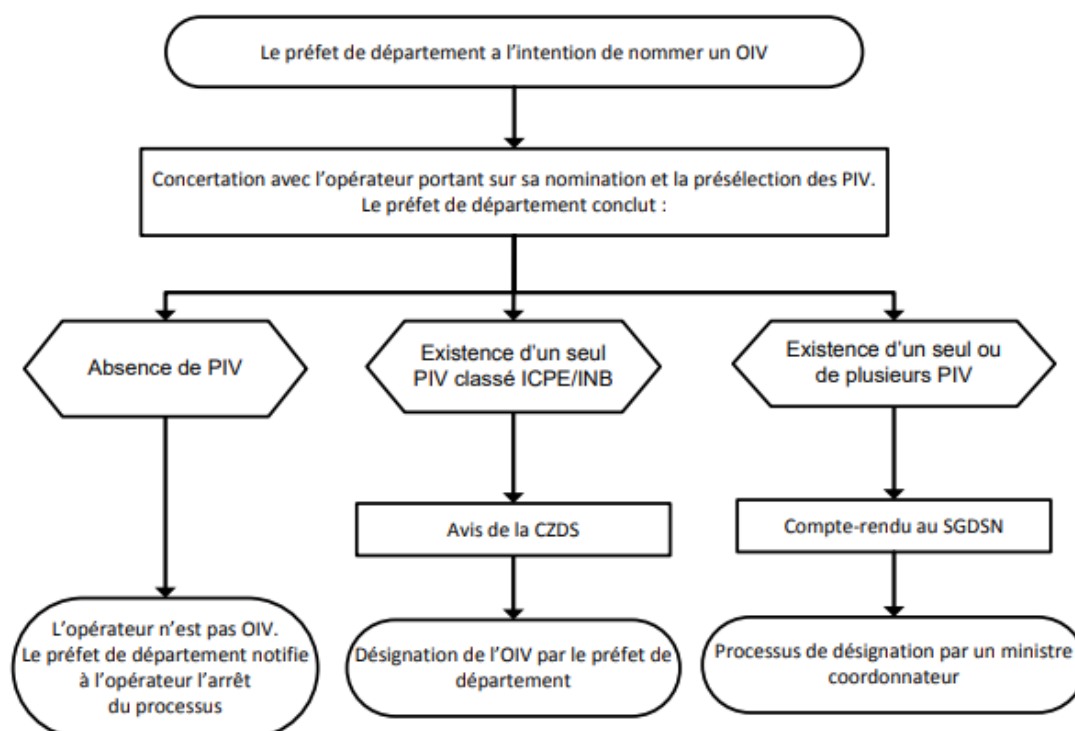 Le préfet de département a l’intention de nommer un OIV
Concertation avec l’opérateur portant sur sa nomination et la présélection des PIV.
Le préfet de département conclut :
Absence de PIV
Existence d’un seul
PIV classé ICPE/INB
Existence d’un seul ou
de plusieurs PIV
Avis de la CZDS
Compte-rendu au SGDSN
L’opérateur n’est pas OIV.
Le préfet de département notifie
à l’opérateur l’arrêt
du processus
Désignation de l’OIV par le préfet de
département
Processus de désignation par un ministre
coordonnateur